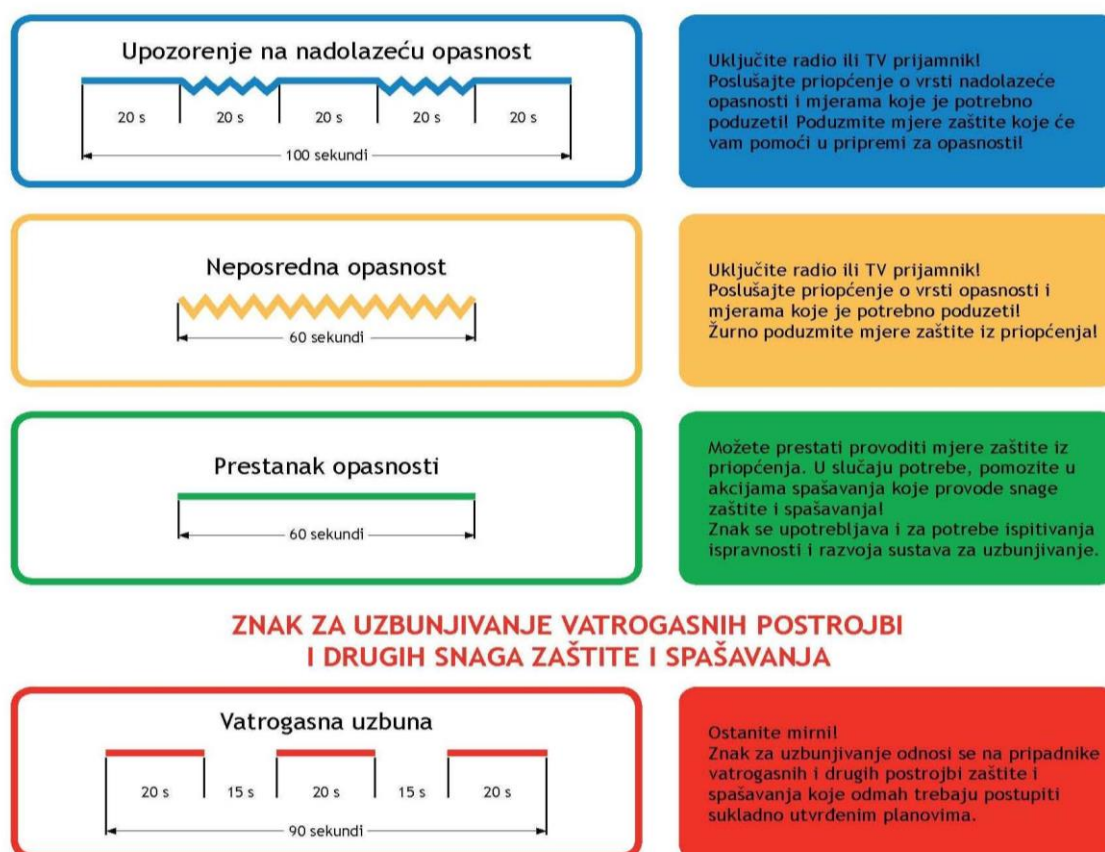 Upozorenje na nadolazeću opasnost
20 s 20 s 20 s 20 s 20 s
100 sekundi
Uključite radio ili TV prijamnik!
Poslušajte priopćenje o vrsti nadolazeće
opasnosti i mjerama koje je potrebno
poduzeti! Poduzmite mjere zaštite koje će
vam pomoći u pripremi za opasnosti!
Neposredna opasnost
60 sekundi
Uključite radio ili TV prijamnik!
Poslušajte priopćenje o vrsti opasnosti i
mjerama koje je potrebno poduzeti!
Žurno poduzmite mjere zaštite iz priopćenja!
Prestanak opasnosti
60 sekundi
Možete prestati provoditi mjere zaštite iz
priopćenja. U slučaju potrebe, pomozite u
akcijama spašavanja koje provode snage
zaštite i spašavanja!
Znak se upotrebljava i za potrebe ispitivanja
ispravnosti i razvoja sustava za uzbunjivanje.
ZNAK ZA UZBUNJIVANJE VATROGASNIH POSTROJBI
I DRUGIH SNAGA ZAŠTITE I SPAŠAVANJA
Vatrogasna uzbuna
20 s 15 s 20 s 15 s 20 s
90 sekundi
Ostanite mirni!
Znak za uzbunjivanje odnosi se na pripadnike
vatrogasnih i drugih postrojbi zaštite i
spašavanja koje odmah trebaju postupiti
sukladno utvrđenim planovima.